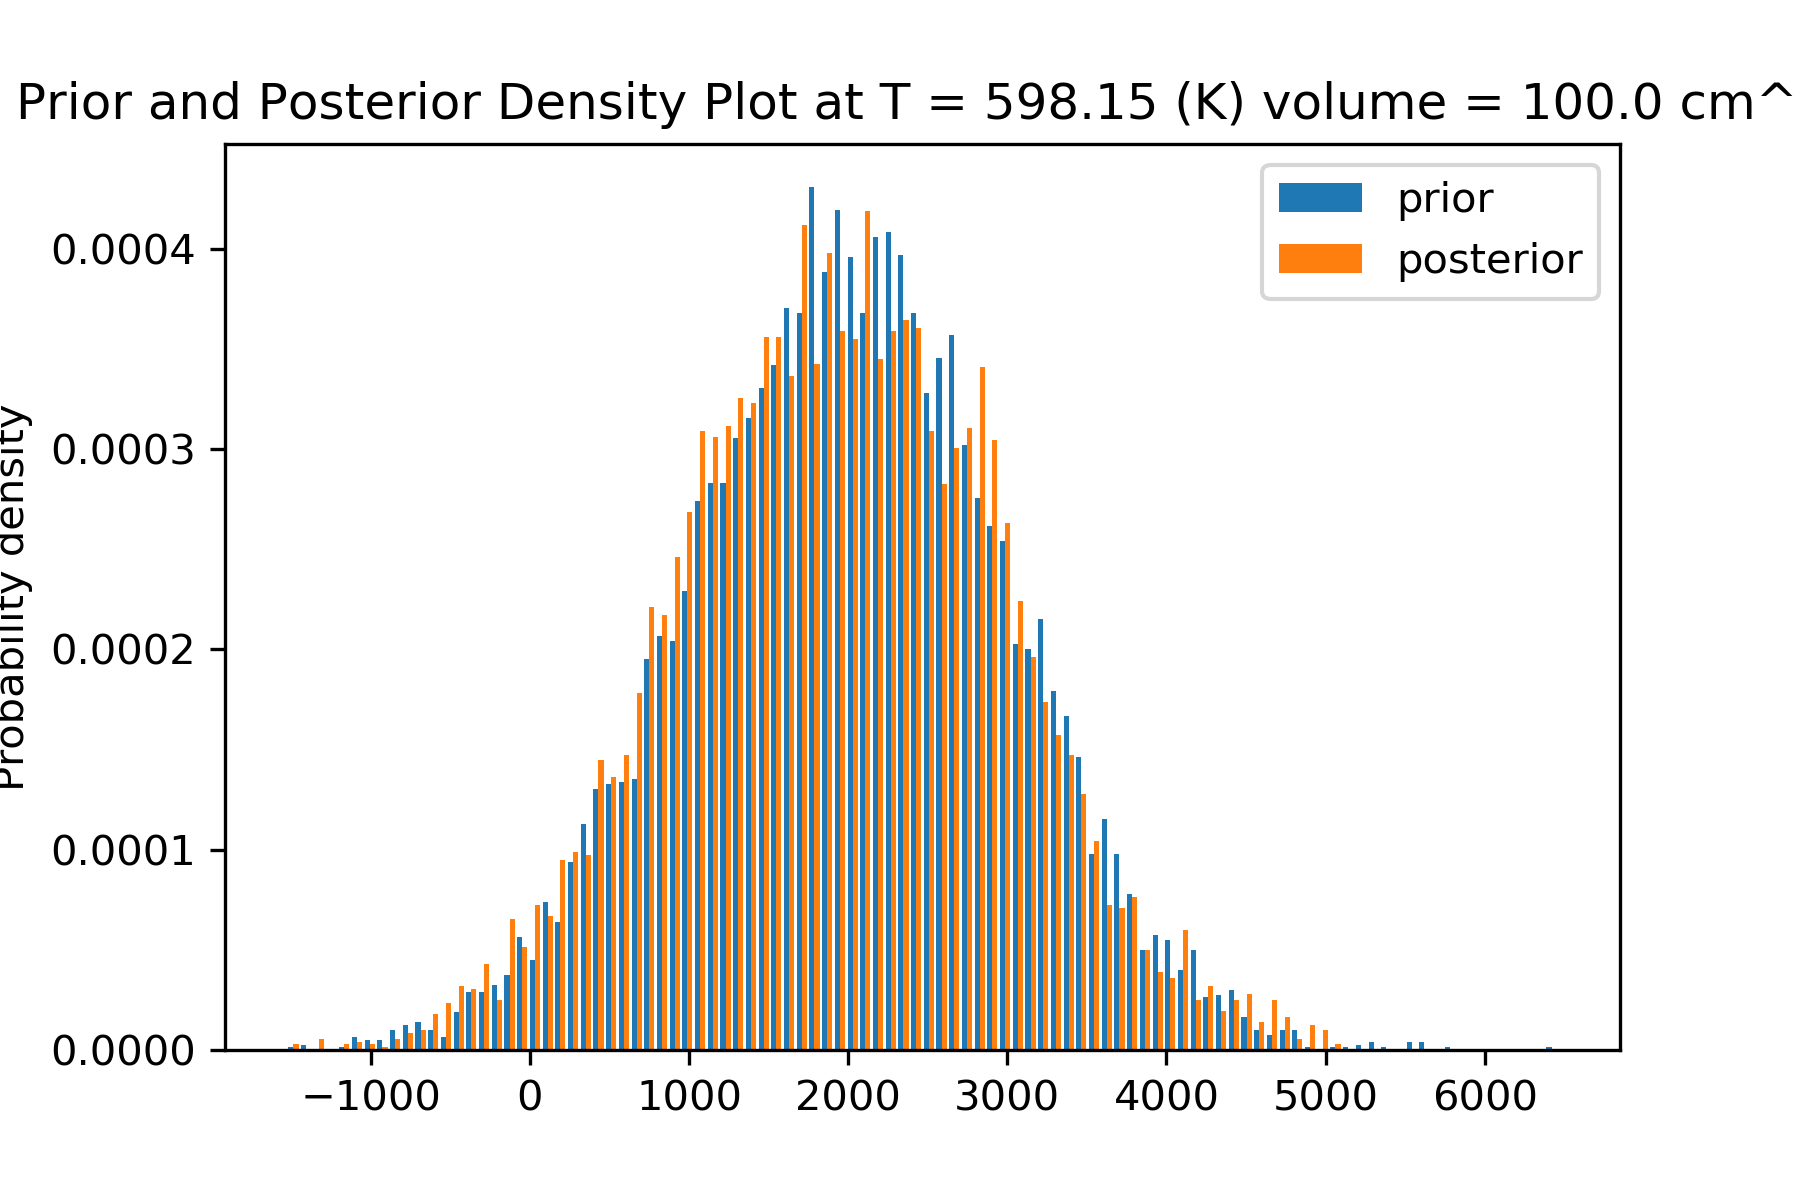 Prior and Posterior Density Plot at T = 598.15 (K) volume = 100.0 cm^
prior
posterior
Probability density
0.0004
0.0003
0.0002
0.0001
0.0000
−1000 0 1000 2000 3000 4000 5000 6000